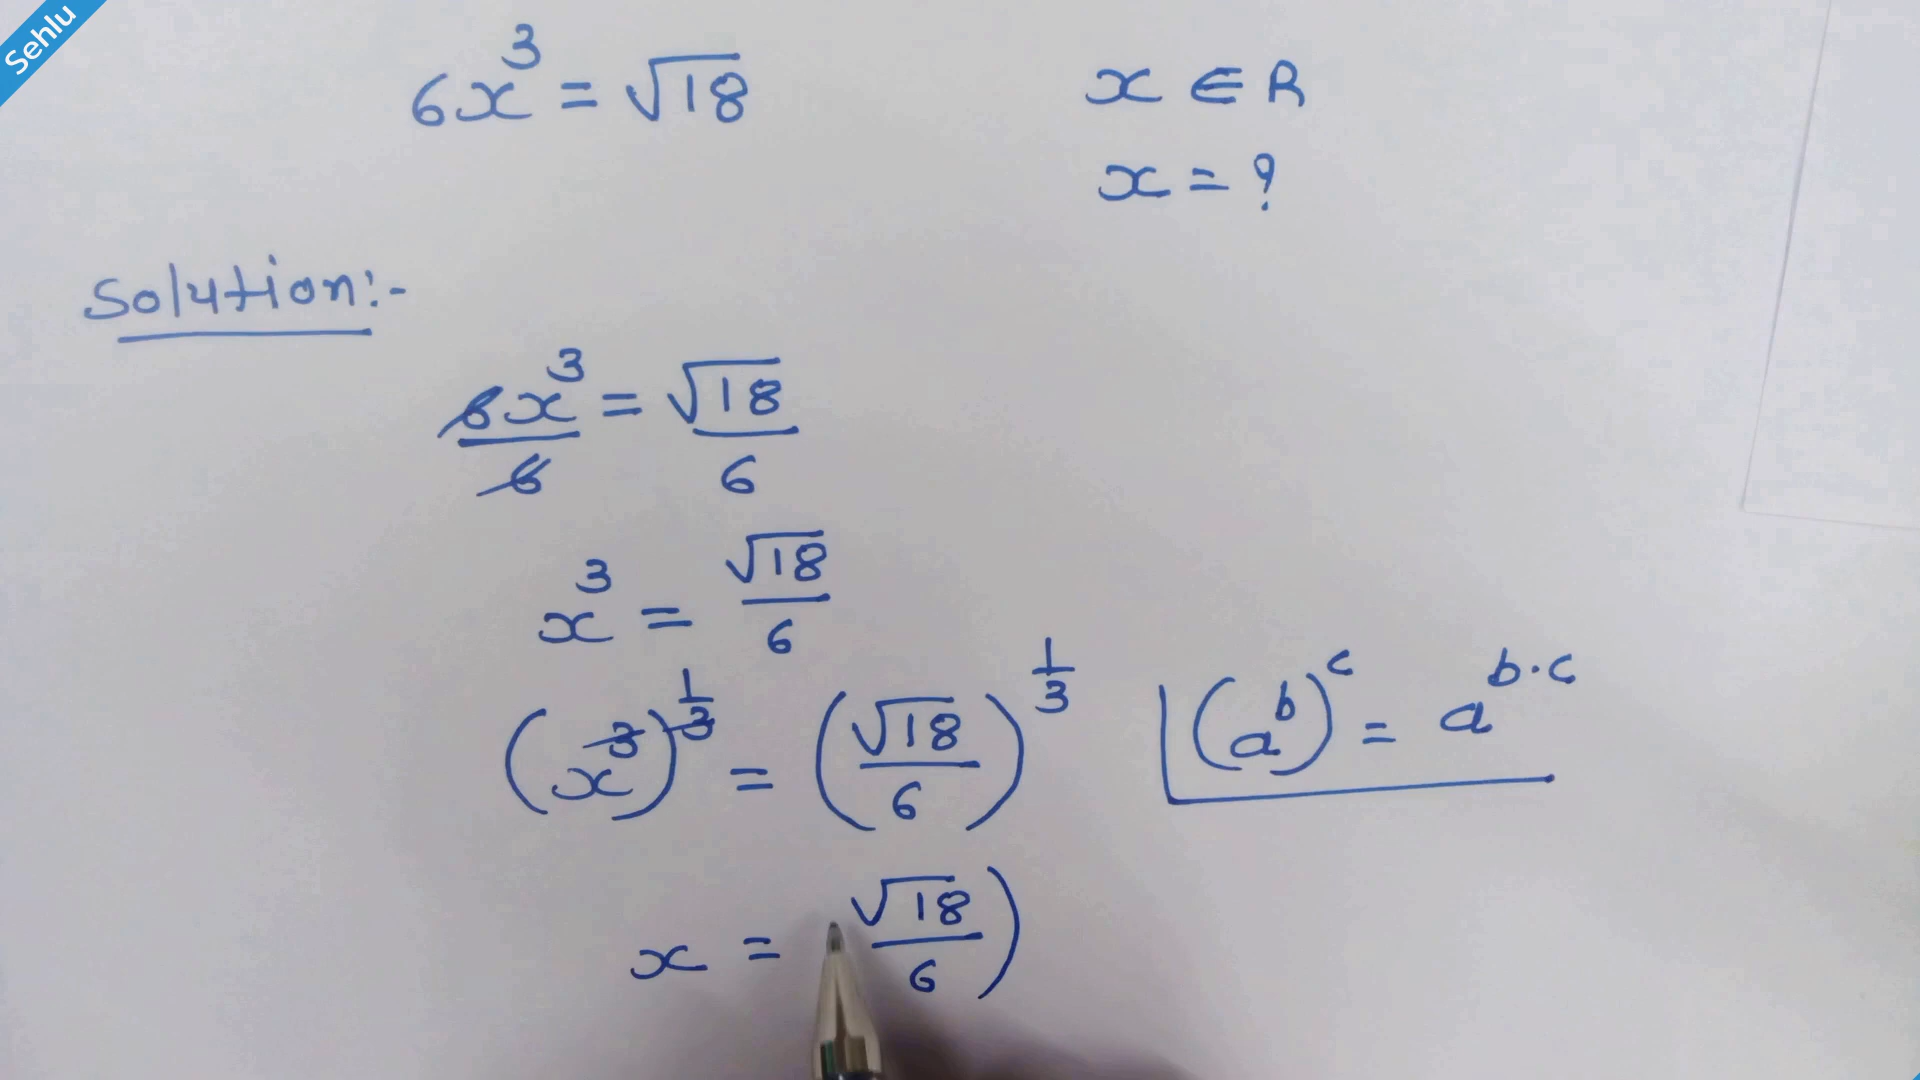 Sehlu
6x³ = √18
x ∈ R
x = ?
Solution:-
6x³/6 = √18/6
x³ = √18/6
(x³)^(1/3) = (√18/6)^(1/3)
(a^b)^c = a^(b·c)
x = √18/6)